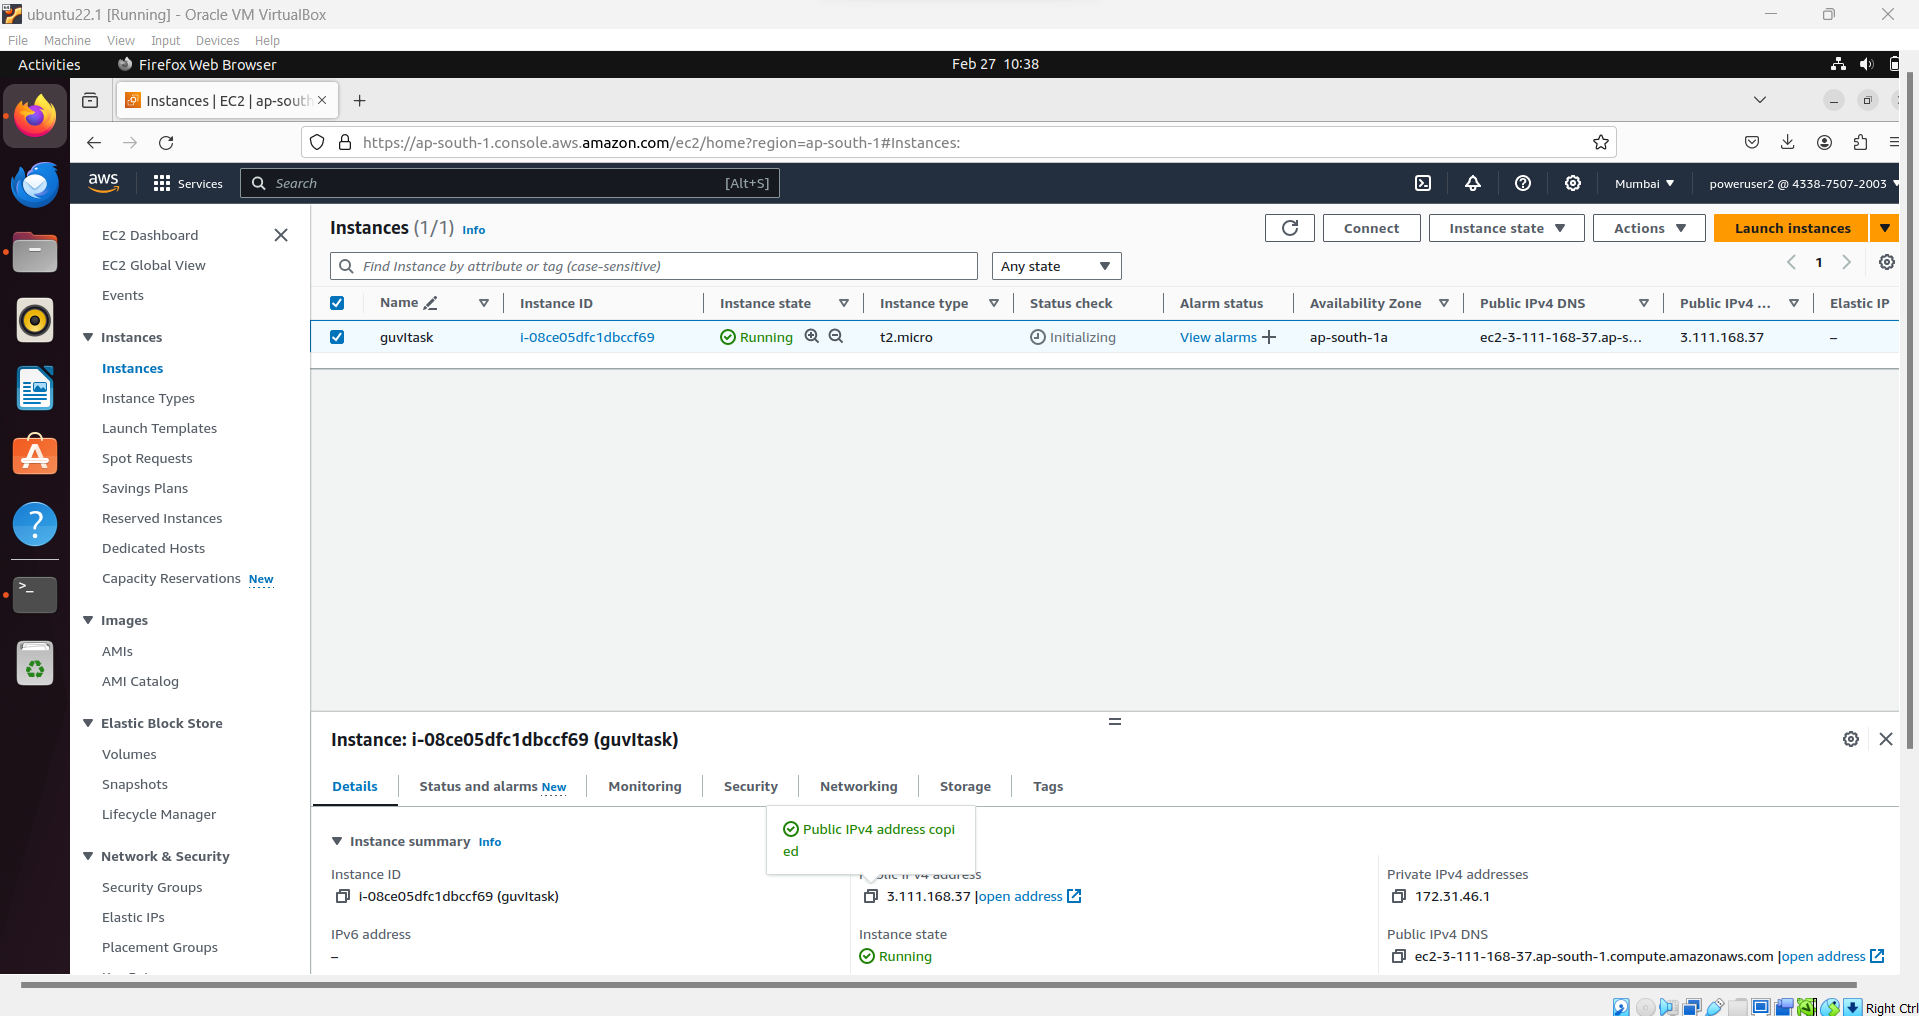 ubuntu22.1 [Running] - Oracle VM VirtualBox
File Machine View Input Devices Help
Activities Firefox Web Browser Feb 27 10:38
Instances | EC2 | ap-sout
https://ap-south-1.console.aws.amazon.com/ec2/home?region=ap-south-1#Instances:
aws Services Search [Alt+S] Mumbai poweruser2 @ 4338-7507-2003
EC2 Dashboard
EC2 Global View
Events
Instances
Instances
Instance Types
Launch Templates
Spot Requests
Savings Plans
Reserved Instances
Dedicated Hosts
Capacity Reservations New
Images
AMIs
AMI Catalog
Elastic Block Store
Volumes
Snapshots
Lifecycle Manager
Network & Security
Security Groups
Elastic IPs
Placement Groups
Instances (1/1) Info Connect Instance state Actions Launch instances
Find Instance by attribute or tag (case-sensitive) Any state 1
Name Instance ID Instance state Instance type Status check Alarm status Availability Zone Public IPv4 DNS Public IPv4 ... Elastic IP
guvItask i-08ce05dfc1dbccf69 Running t2.micro Initializing View alarms + ap-south-1a ec2-3-111-168-37.ap-s... 3.111.168.37 –
Instance: i-08ce05dfc1dbccf69 (guvItask)
Details Status and alarms New Monitoring Security Networking Storage Tags
Public IPv4 address copi
ed
Instance summary Info
Instance ID Public IPv4 address Private IPv4 addresses
i-08ce05dfc1dbccf69 (guvItask) 3.111.168.37 |open address 172.31.46.1
IPv6 address Instance state Public IPv4 DNS
– Running ec2-3-111-168-37.ap-south-1.compute.amazonaws.com |open address
Right Ctrl